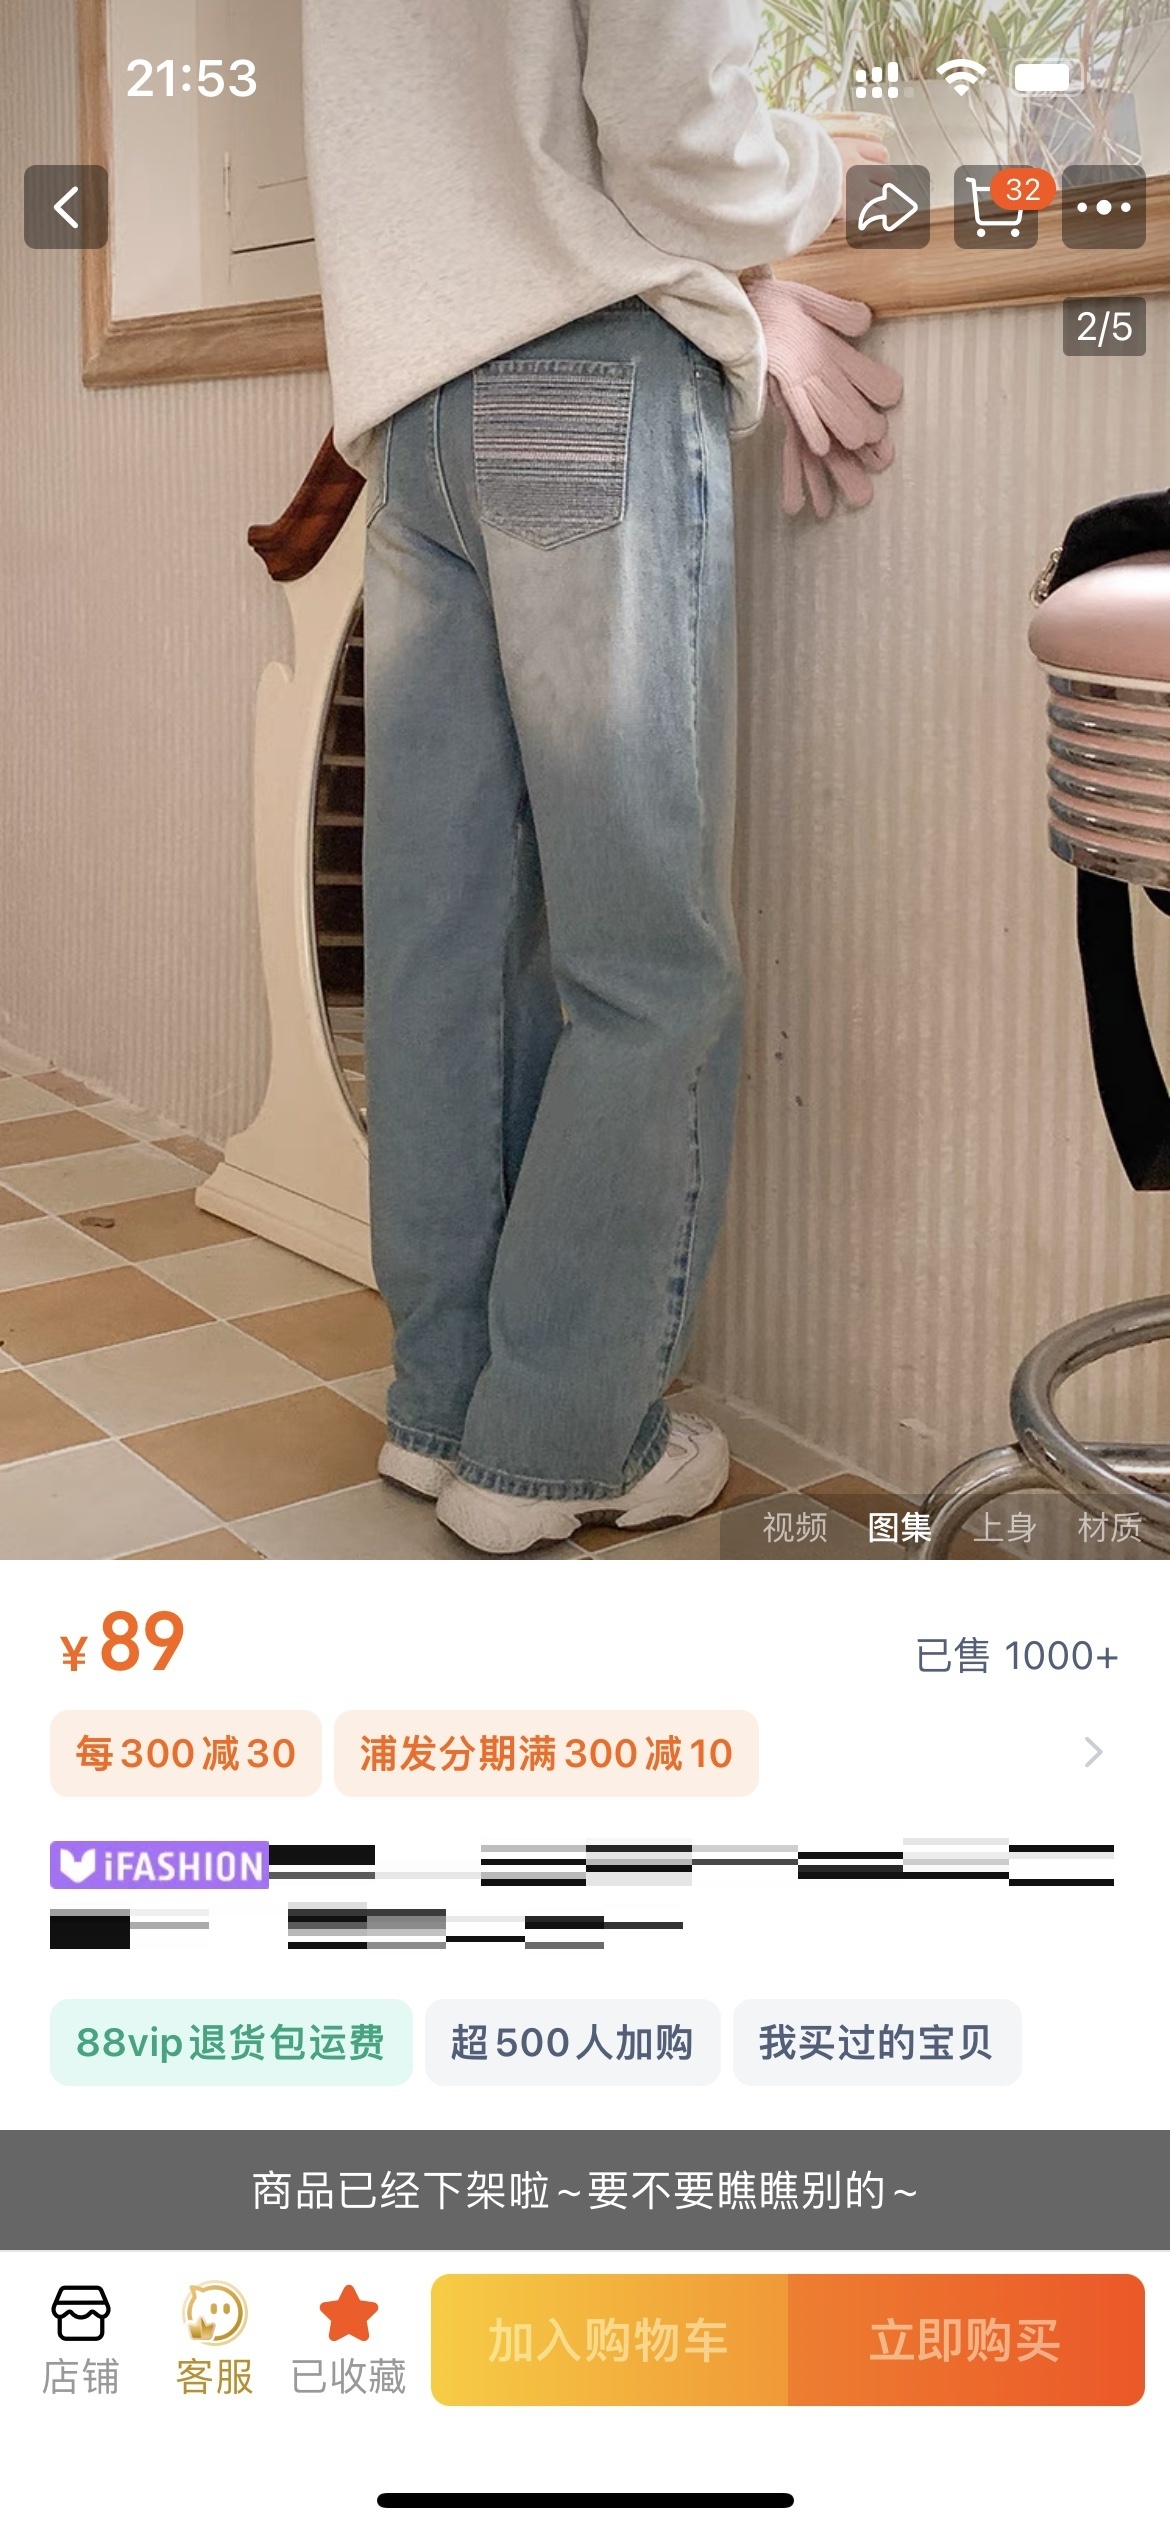 21:53
32
2/5
视频 图集 上身 材质
¥89
已售 1000+
每300减30 浦发分期满300减10
iFASHION
88vip退货包运费 超500人加购 我买过的宝贝
商品已经下架啦~要不要瞧瞧别的~
店铺 客服 已收藏 加入购物车 立即购买